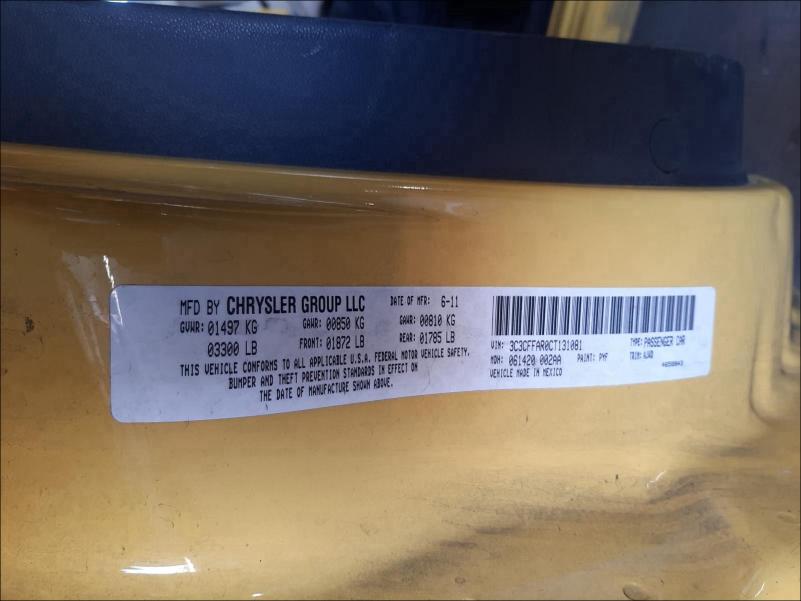 MFD BY CHRYSLER GROUP LLC DATE OF MFR: 6-11
GVWR: 01497 KG GAWR: 00850 KG GAWR: 00810 KG
03300 LB FRONT: 01872 LB REAR: 01785 LB
THIS VEHICLE CONFORMS TO ALL APPLICABLE U.S.A. FEDERAL MOTOR VEHICLE SAFETY,
BUMPER AND THEFT PREVENTION STANDARDS IN EFFECT ON
THE DATE OF MANUFACTURE SHOWN ABOVE.
VIN: 3C3CFFAR0CT131081 TYPE: PASSENGER CAR
MDH: 061420 002AA PAINT: PYF TRIM: AJW0
VEHICLE MADE IN MEXICO